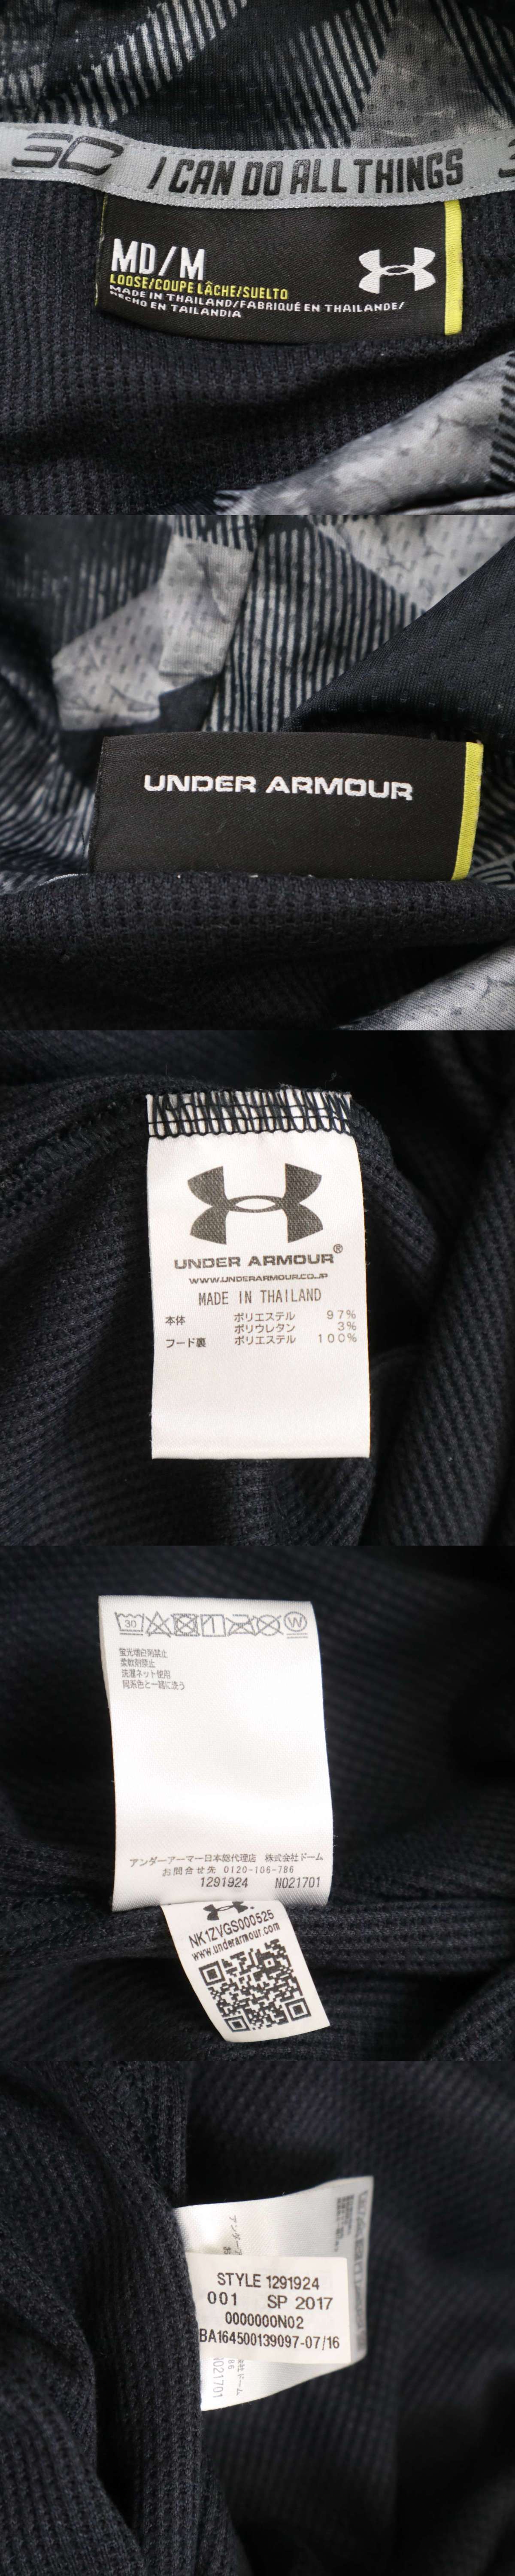 I CAN DO ALL THINGS
MD/M
LOOSE/COUPE LÂCHE/SUELTO
MADE IN THAILAND/FABRIQUÉ EN THAILANDE/
HECHO EN TAILANDIA
UNDER ARMOUR
UNDER ARMOUR®
WWW.UNDERARMOUR.CO.JP
MADE IN THAILAND
本体 ポリエステル 97%
ポリウレタン 3%
フード裏 ポリエステル 100%
30 W
蛍光増白剤禁止
柔軟剤禁止
洗濯ネット使用
同系色と一緒に洗う
アンダーアーマー日本総代理店 株式会社ドーム
お問合せ先 0120-106-786
1291924 N021701
NK1ZVGS000525
www.underarmour.com
STYLE 1291924
001 SP 2017
0000000N02
BA164500139097-07/16